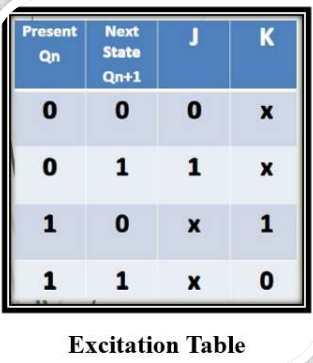 Present Qn Next State Qn+1 J K
0 0 0 x
0 1 1 x
1 0 x 1
1 1 x 0
Excitation Table